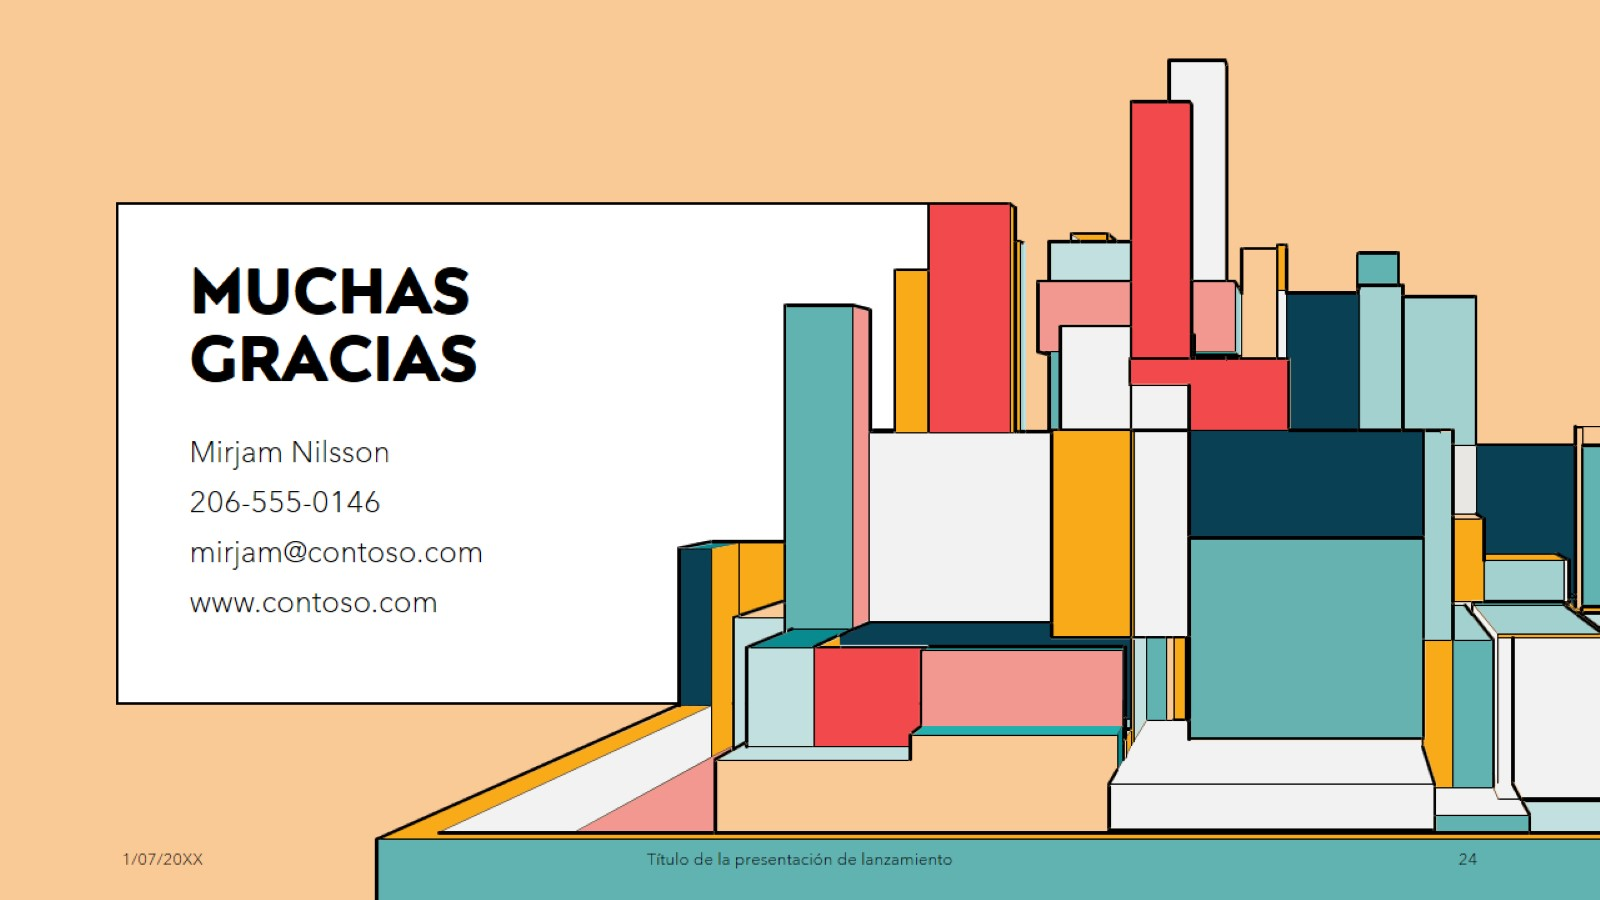 MUCHAS
GRACIAS
Mirjam Nilsson
206-555-0146
mirjam@contoso.com
www.contoso.com
1/07/20XX
Título de la presentación de lanzamiento
24